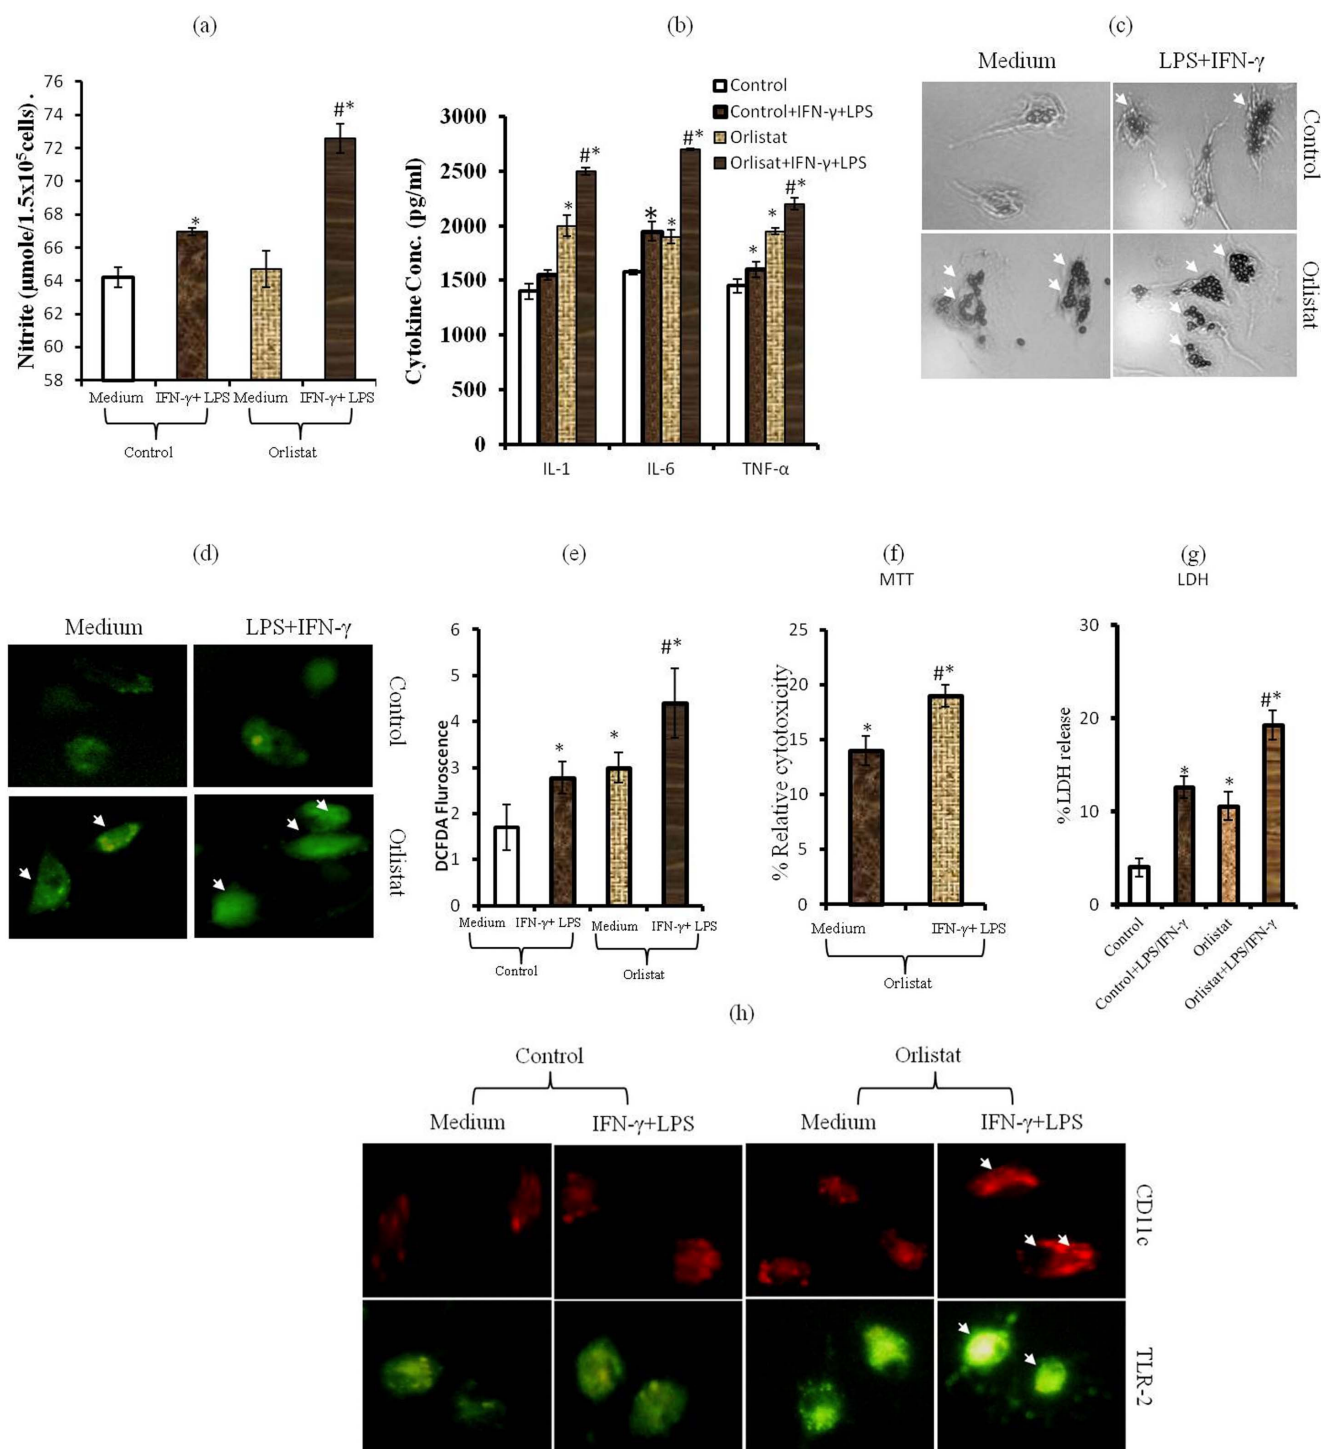 (a)
Nitrite (µmole/1.5x10⁵cells) .
76
74
72
70
68
66
64
62
60
58
*
#*
Medium
IFN-γ+ LPS
Medium
IFN-γ+ LPS
Control
Orlistat
(b)
Control
Control+IFN-γ+LPS
Orlistat
Orlisat+IFN-γ+LPS
Cytokine Conc. (pg/ml)
3000
2500
2000
1500
1000
500
0
*
#*
*
*
#*
*
*
#*
IL-1
IL-6
TNF-α
(c)
Medium
LPS+IFN-γ
Control
Orlistat
(d)
Medium
LPS+IFN-γ
Control
Orlistat
(e)
DCFDA Fluroscence
6
5
4
3
2
1
0
*
*
#*
Medium
IFN-γ+ LPS
Medium
IFN-γ+ LPS
Control
Orlistat
(f)
MTT
% Relative cytotoxicity
25
20
15
10
5
0
*
#*
Medium
IFN-γ+ LPS
Orlistat
(g)
LDH
%LDH release
30
20
10
0
*
*
#*
Control
Control+LPS/IFN-γ
Orlistat
Orlistat+LPS/IFN-γ
(h)
Control
Orlistat
Medium
IFN-γ+LPS
Medium
IFN-γ+LPS
CD11c
TLR-2